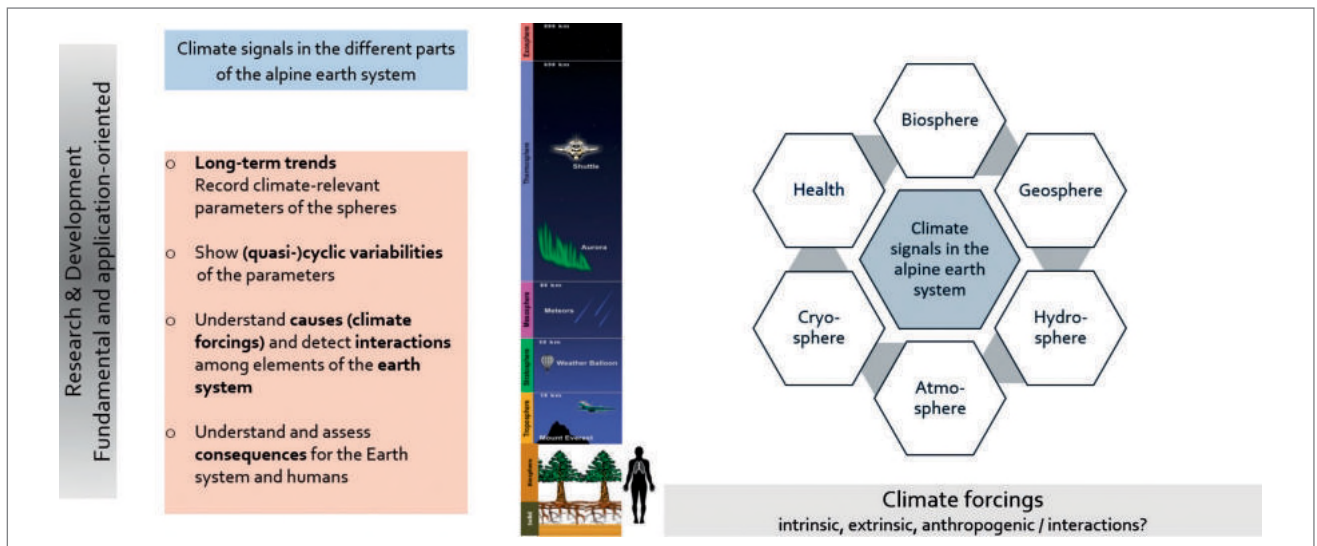 Research & Development
Fundamental and application-oriented
Climate signals in the different parts
of the alpine earth system
o Long-term trends
Record climate-relevant
parameters of the spheres
o Show (quasi-)cyclic variabilities
of the parameters
o Understand causes (climate
forcings) and detect interactions
among elements of the earth
system
o Understand and assess
consequences for the Earth
system and humans
Exosphere
Thermosphere
Shuttle
Aurora
Mesosphere
Meteors
Stratosphere
Weather Balloon
Troposphere
Mount Everest
Biosphere
Biosphere
Geosphere
Hydro-
sphere
Atmo-
sphere
Cryo-
sphere
Health
Climate
signals in the
alpine earth
system
Climate forcings
intrinsic, extrinsic, anthropogenic / interactions?